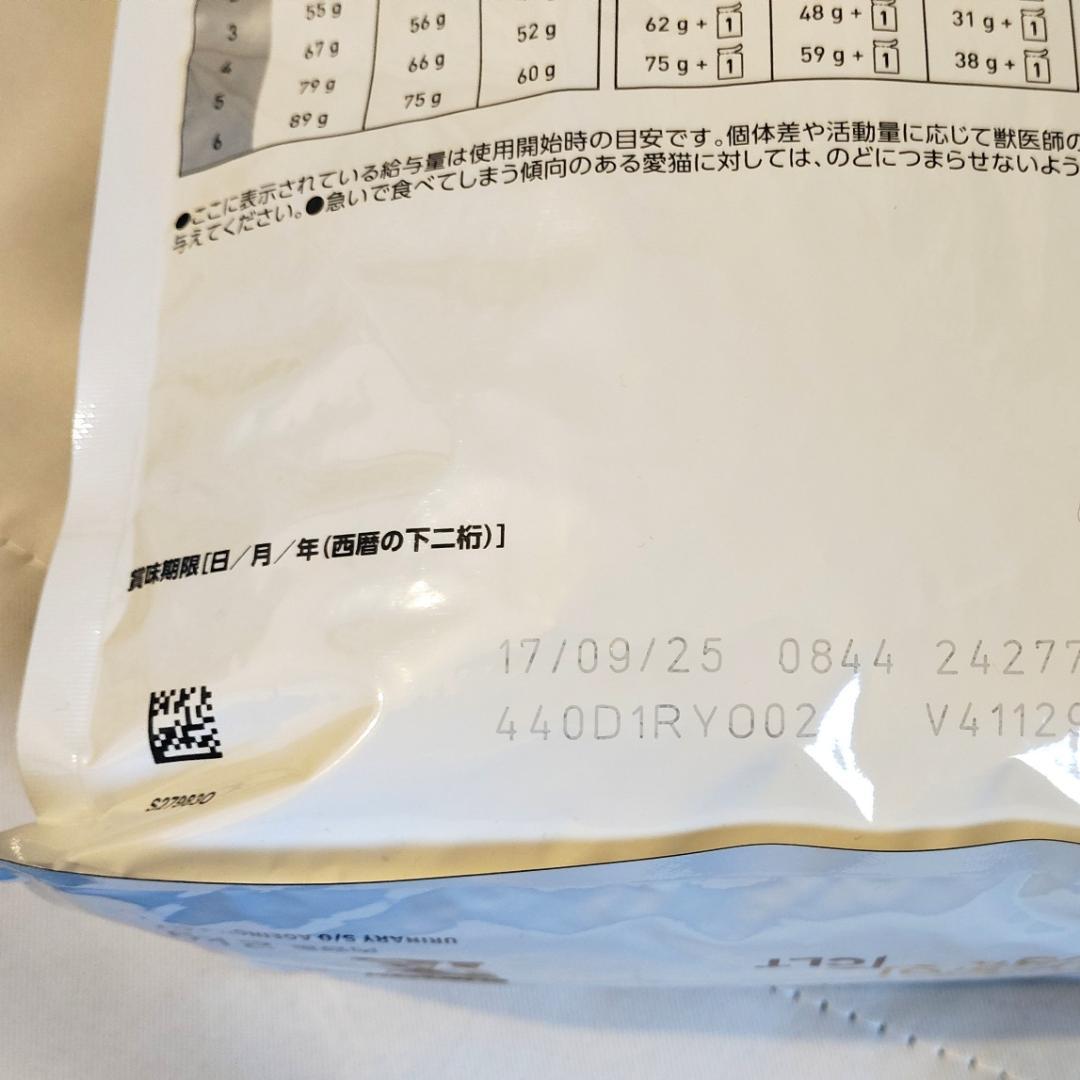 3 55 g 56 g 52 g 62 g + 1 48 g + 1 31 g + 1
4 67 g 66 g 60 g 75 g + 1 59 g + 1 38 g + 1
5 79 g 75 g
6 89 g
●ここに表示されている給与量は使用開始時の目安です。個体差や活動量に応じて獣医師の
与えてください。●急いで食べてしまう傾向のある愛猫に対しては、のどにつまらせないよう
賞味期限[日/月/年(西暦の下二桁)]
17/09/25 0844 24277
440D1RY002 V41129
S279830
URINARY S/O